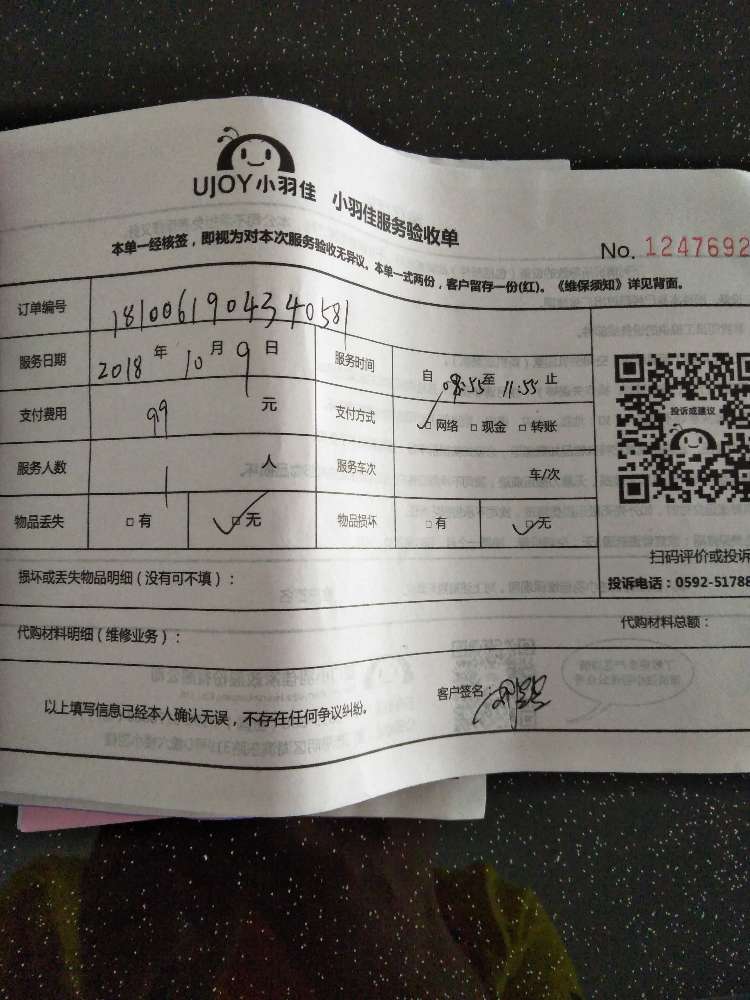 UJOY小羽佳 小羽佳服务验收单
本单一经核签，即视为对本次服务验收无异议。本单一式两份，客户留存一份(红)。《维保须知》详见背面。
No. 1247692
订单编号 1810061904340581
服务日期 2018 年 10 月 9 日 服务时间 自 08:55 至 11:55 止
支付费用 99 元 支付方式 ☑ 网络 □ 现金 □ 转账
服务人数 1 人 服务车次 车/次
物品丢失 □ 有 ☑ 无 物品损坏 □ 有 ☑ 无
投诉或建议
扫码评价或投诉
投诉电话：0592-51788
损坏或丢失物品明细（没有可不填）：
代购材料明细（维修业务）：
代购材料总额：
以上填写信息已经本人确认无误，不存在任何争议纠纷。
客户签名：